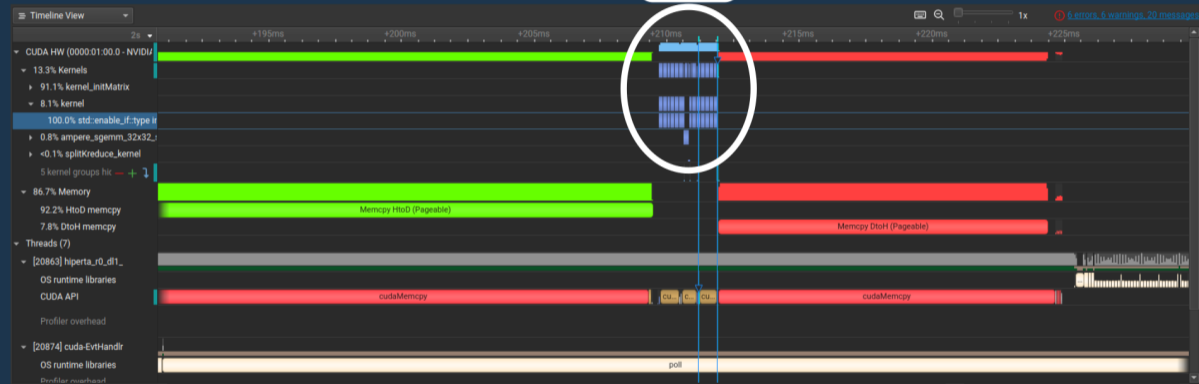 Timeline View
1x
6 errors, 6 warnings, 20 messages
2s
+195ms +200ms +205ms +210ms +215ms +220ms +225ms
CUDA HW (0000:01:00.0 - NVIDIA
13.3% Kernels
91.1% kernel_initMatrix
8.1% kernel
100.0% std::enable_if::type ir
0.8% ampere_sgemm_32x32_s
<0.1% splitKreduce_kernel
5 kernel groups hid
86.7% Memory
92.2% HtoD memcpy Memcpy HtoD (Pageable)
7.8% DtoH memcpy Memcpy DtoH (Pageable)
Threads (7)
[20863] hiperta_r0_dl1_
OS runtime libraries
CUDA API cudaMemcpy cu... c... cu... cudaMemcpy
Profiler overhead
[20874] cuda-EvtHandlr
OS runtime libraries poll
Profiler overhead